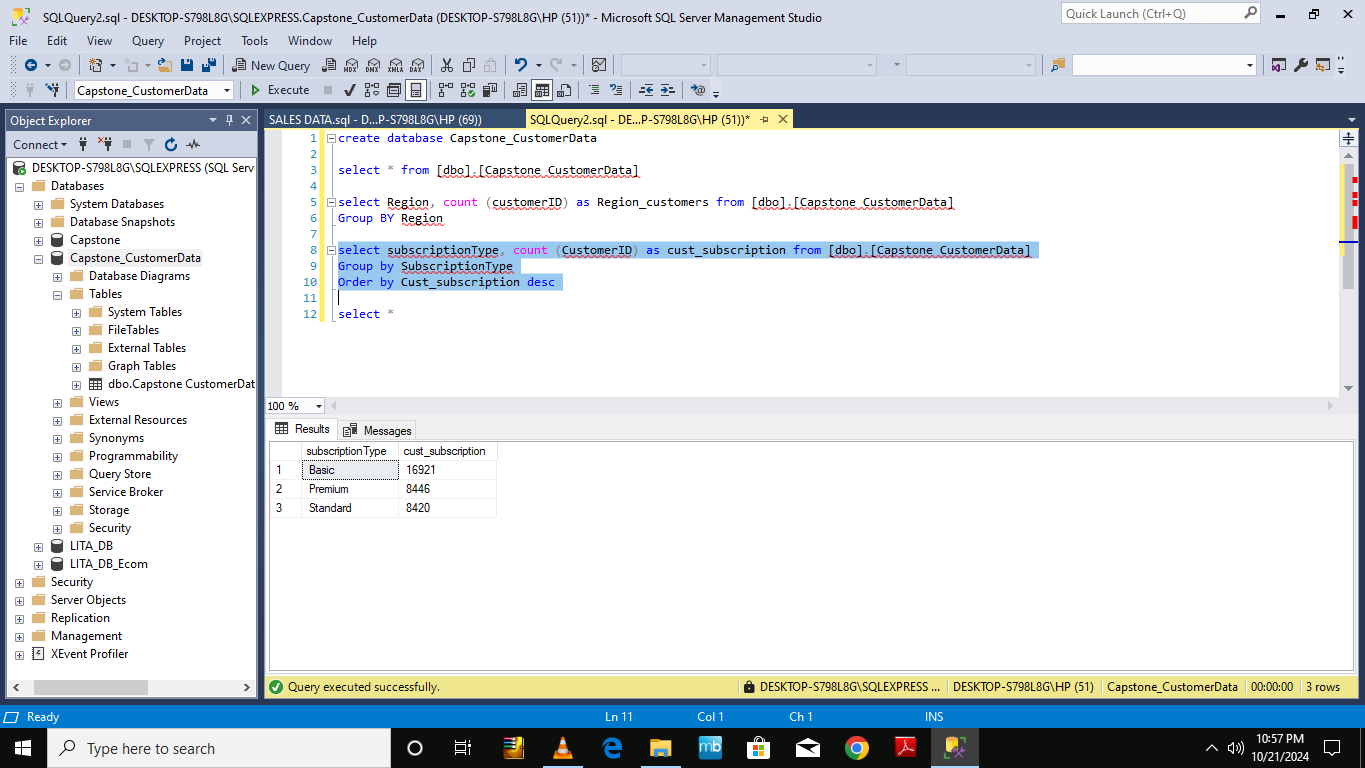 SQLQuery2.sql - DESKTOP-S798L8G\SQLEXPRESS.Capstone_CustomerData (DESKTOP-S798L8G\HP (51))* - Microsoft SQL Server Management Studio
Quick Launch (Ctrl+Q)
File Edit View Query Project Tools Window Help
New Query MDX DMX XMLA DAX
Capstone_CustomerData Execute
Object Explorer
SALES DATA.sql - D...P-S798L8G\HP (69))
SQLQuery2.sql - DE...P-S798L8G\HP (51))*
Connect
DESKTOP-S798L8G\SQLEXPRESS (SQL Serv
Databases
System Databases
Database Snapshots
Capstone
Capstone_CustomerData
Database Diagrams
Tables
System Tables
FileTables
External Tables
Graph Tables
dbo.Capstone CustomerDat
Views
External Resources
Synonyms
Programmability
Query Store
Service Broker
Storage
Security
LITA_DB
LITA_DB_Ecom
Security
Server Objects
Replication
Management
XEvent Profiler
1 create database Capstone_CustomerData
2
3 select * from [dbo].[Capstone CustomerData]
4
5 select Region, count (customerID) as Region_customers from [dbo].[Capstone CustomerData]
6 Group BY Region
7
8 select subscriptionType, count (CustomerID) as cust_subscription from [dbo].[Capstone CustomerData]
9 Group by SubscriptionType
10 Order by Cust_subscription desc
11
12 select *
100 %
Results Messages
subscriptionType cust_subscription
1 Basic 16921
2 Premium 8446
3 Standard 8420
Query executed successfully.
DESKTOP-S798L8G\SQLEXPRESS ... DESKTOP-S798L8G\HP (51) Capstone_CustomerData 00:00:00 3 rows
Ready Ln 11 Col 1 Ch 1 INS
Type here to search
mb
10:57 PM
10/21/2024